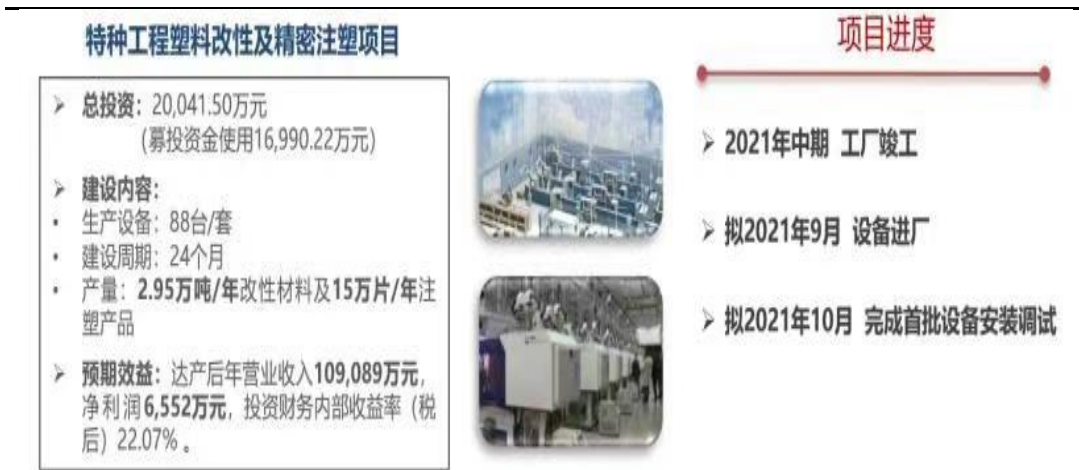 特种工程塑料改性及精密注塑项目
➢ 总投资：20,041.50万元
(募投资金使用16,990.22万元)
➢ 建设内容：
• 生产设备：88台/套
• 建设周期：24个月
• 产量：2.95万吨/年改性材料及15万片/年注
塑产品
➢ 预期效益：达产后年营业收入109,089万元，
净利润6,552万元，投资财务内部收益率（税
后）22.07% 。
项目进度
➢ 2021年中期 工厂竣工
➢ 拟2021年9月 设备进厂
➢ 拟2021年10月 完成首批设备安装调试